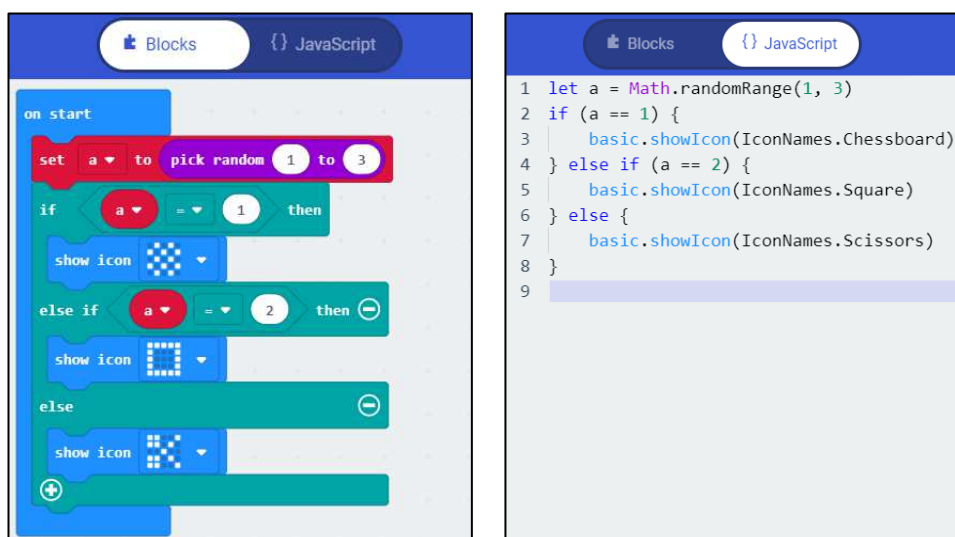 Blocks
{} JavaScript
on start
set a to pick random 1 to 3
if a = 1 then
show icon
else if a = 2 then
show icon
else
show icon
Blocks
{} JavaScript
1 let a = Math.randomRange(1, 3)
2 if (a == 1) {
3 basic.showIcon(IconNames.Chessboard)
4 } else if (a == 2) {
5 basic.showIcon(IconNames.Square)
6 } else {
7 basic.showIcon(IconNames.Scissors)
8 }
9